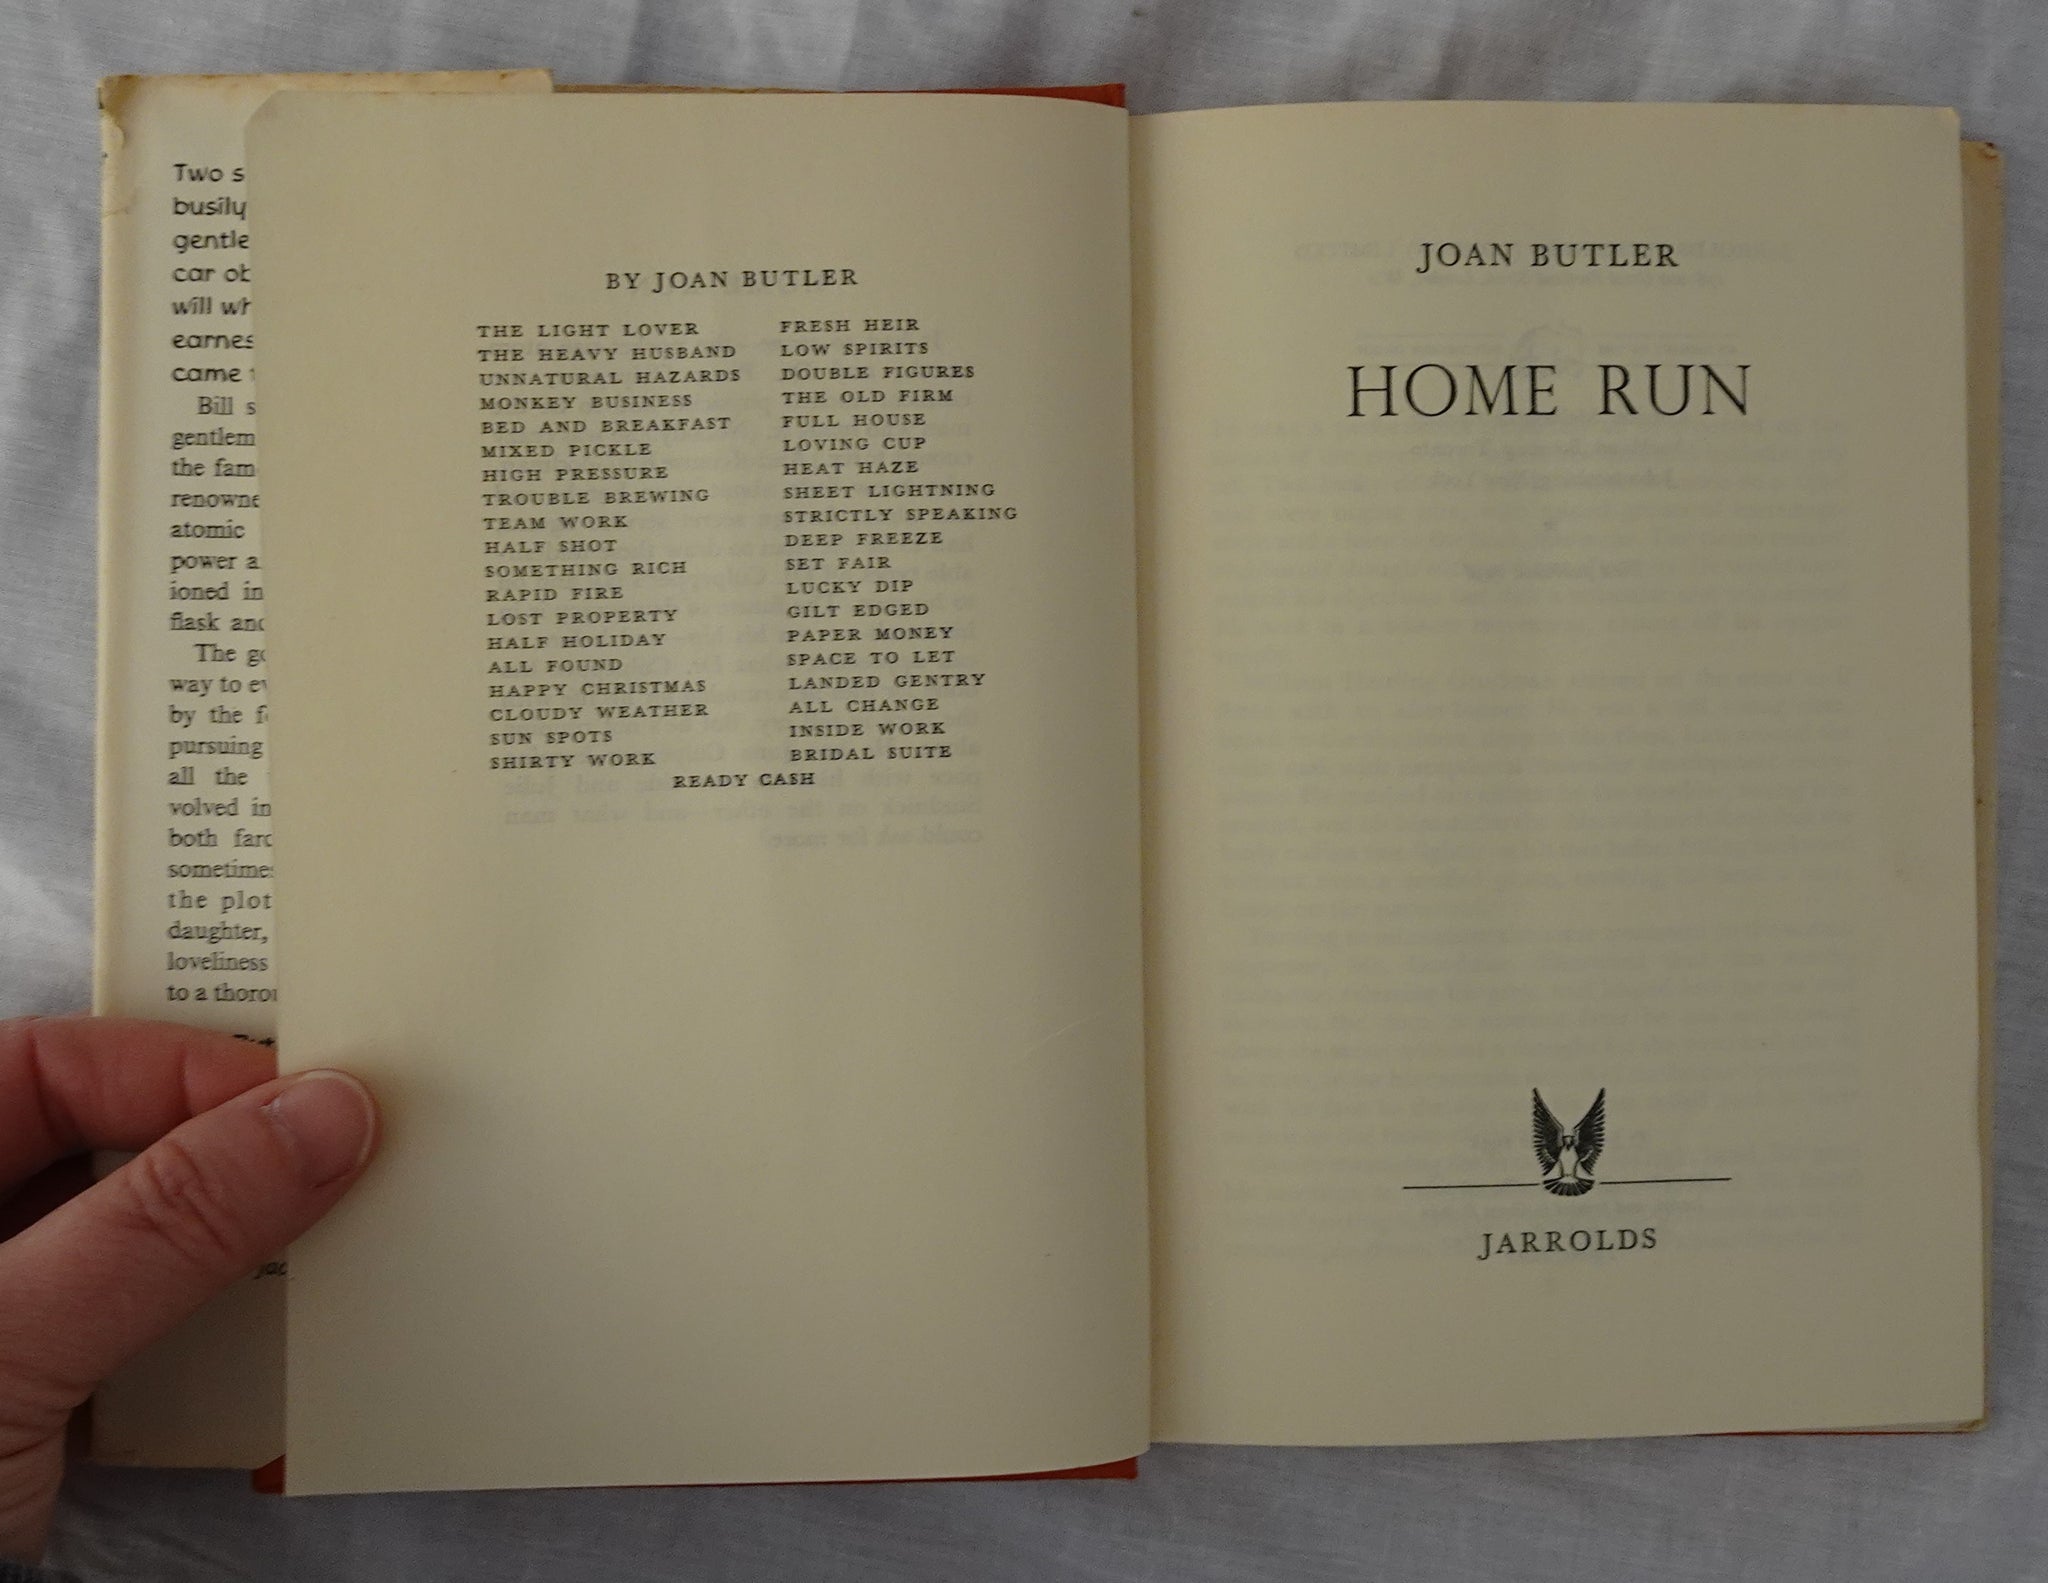 Two s
busily
gentle
car ob
will wh
earnes
came
Bill s
gentlem
the fam
renowne
atomic
power a
ioned in
flask and
The go
way to ev
by the f
pursuing
all the
volved in
both farc
sometimes
the plot
daughter,
loveliness
to a thoro
BY JOAN BUTLER
THE LIGHT LOVER
THE HEAVY HUSBAND
UNNATURAL HAZARDS
MONKEY BUSINESS
BED AND BREAKFAST
MIXED PICKLE
HIGH PRESSURE
TROUBLE BREWING
TEAM WORK
HALF SHOT
SOMETHING RICH
RAPID FIRE
LOST PROPERTY
HALF HOLIDAY
ALL FOUND
HAPPY CHRISTMAS
CLOUDY WEATHER
SUN SPOTS
SHIRTY WORK
FRESH HEIR
LOW SPIRITS
DOUBLE FIGURES
THE OLD FIRM
FULL HOUSE
LOVING CUP
HEAT HAZE
SHEET LIGHTNING
STRICTLY SPEAKING
DEEP FREEZE
SET FAIR
LUCKY DIP
GILT EDGED
PAPER MONEY
SPACE TO LET
LANDED GENTRY
ALL CHANGE
INSIDE WORK
BRIDAL SUITE
READY CASH
JOAN BUTLER
HOME RUN
JARROLDS